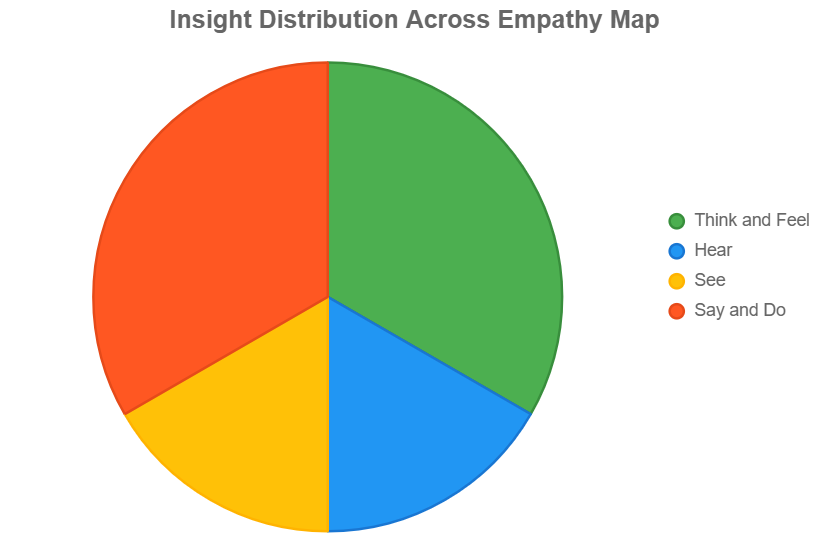 Insight Distribution Across Empathy Map
Think and Feel
Hear
See
Say and Do